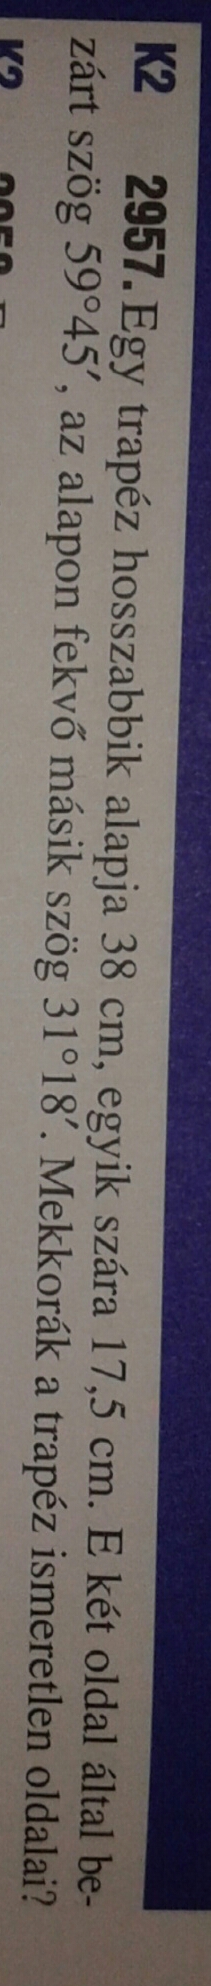 K2 2957. Egy trapéz hosszabbik alapja 38 cm, egyik szára 17,5 cm. E két oldal által be-
zárt szög 59°45′, az alapon fekvő másik szög 31°18′. Mekkorák a trapéz ismeretlen oldalai?
K2